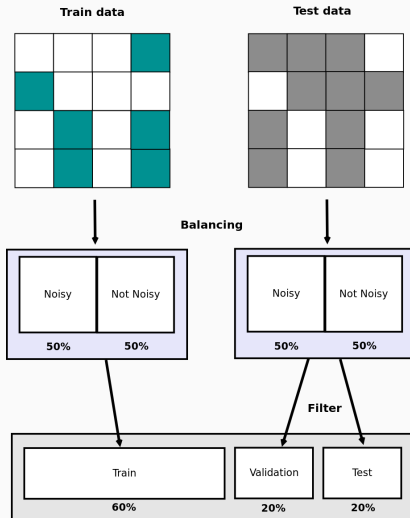 Train data
Test data
Balancing
Noisy
Not Noisy
50%
50%
Noisy
Not Noisy
50%
50%
Filter
Train
Validation
Test
60%
20%
20%